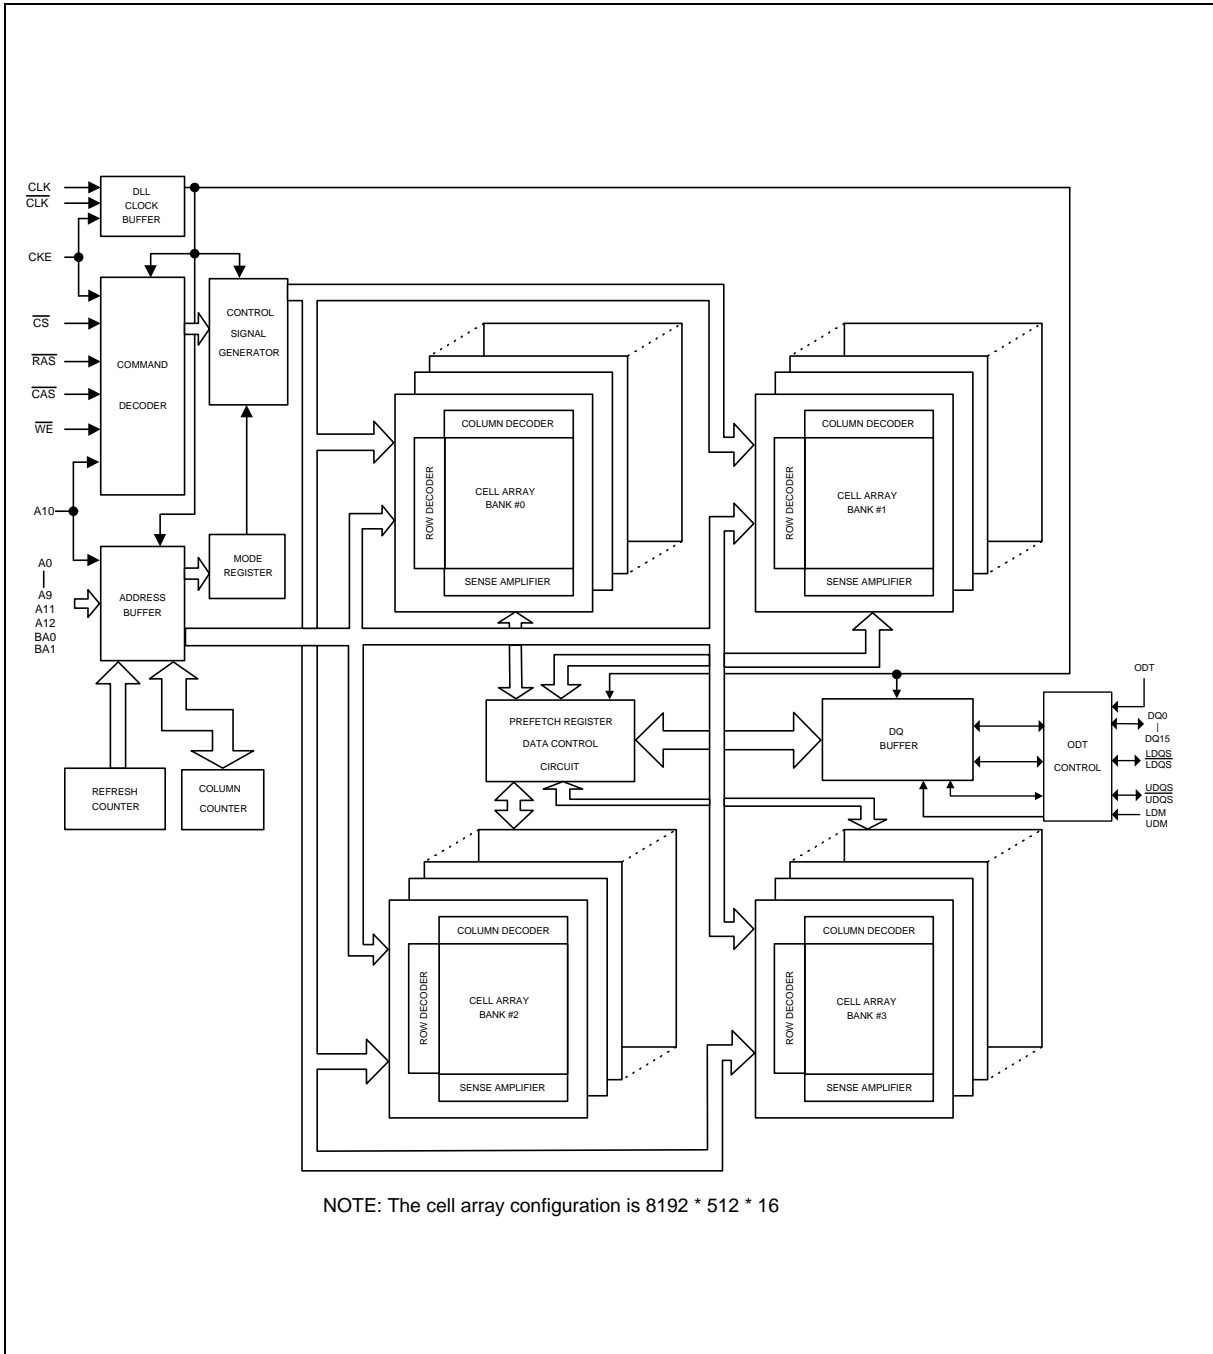 CLK
CLK
CKE
CS
RAS
CAS
WE
A10
A0
A9
A11
A12
BA0
BA1
DLL
CLOCK
BUFFER
COMMAND
DECODER
CONTROL
SIGNAL
GENERATOR
ADDRESS
BUFFER
MODE
REGISTER
REFRESH
COUNTER
COLUMN
COUNTER
COLUMN DECODER
ROW DECODER
CELL ARRAY
BANK #0
SENSE AMPLIFIER
COLUMN DECODER
ROW DECODER
CELL ARRAY
BANK #1
SENSE AMPLIFIER
PREFETCH REGISTER
DATA CONTROL
CIRCUIT
DQ
BUFFER
ODT
CONTROL
ODT
DQ0
DQ15
LDQS
LDQS
UDQS
UDQS
LDM
UDM
COLUMN DECODER
ROW DECODER
CELL ARRAY
BANK #2
SENSE AMPLIFIER
COLUMN DECODER
ROW DECODER
CELL ARRAY
BANK #3
SENSE AMPLIFIER
NOTE: The cell array configuration is 8192 * 512 * 16